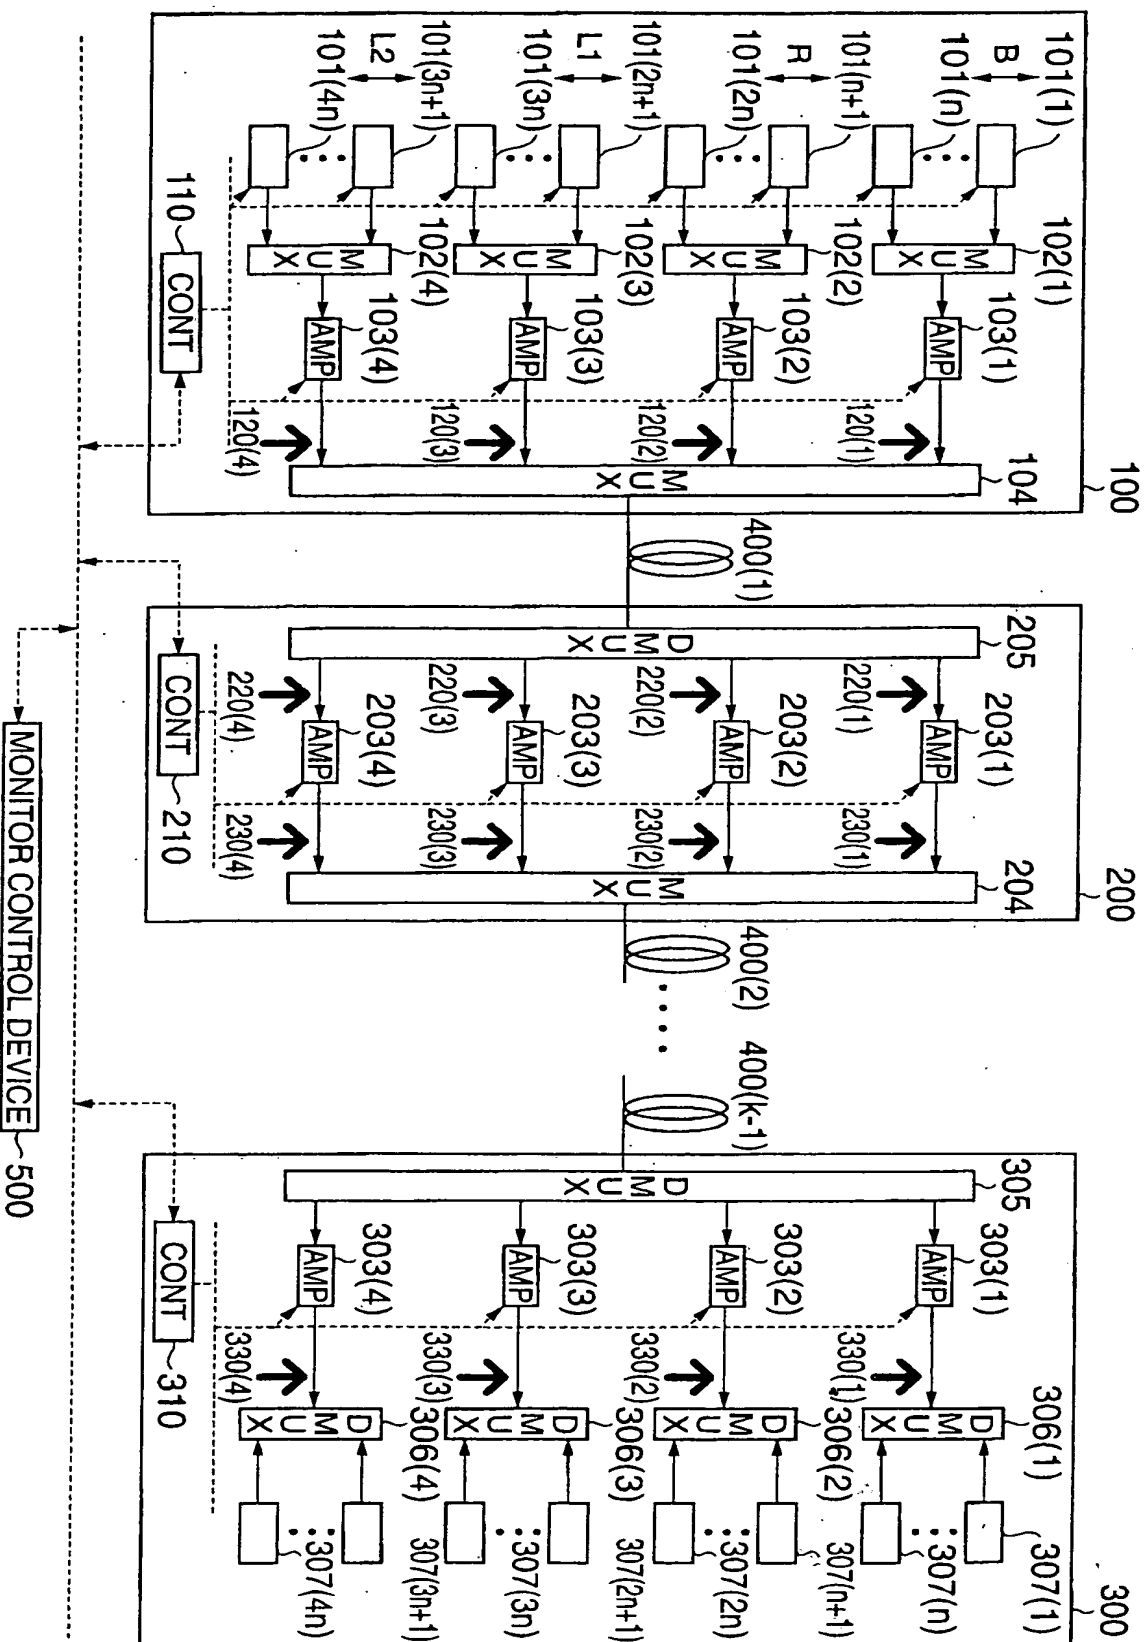 100
101(1)
B
101(n)
101(n+1)
R
101(2n)
101(2n+1)
L1
101(3n)
101(3n+1)
L2
101(4n)
102(1)
MUX
102(2)
MUX
102(3)
MUX
102(4)
MUX
103(1)
AMP
103(2)
AMP
103(3)
AMP
103(4)
AMP
120(1)
120(2)
120(3)
120(4)
104
MUX
110
CONT
400(1)
200
205
DMUX
220(1)
220(2)
220(3)
220(4)
203(1)
AMP
203(2)
AMP
203(3)
AMP
203(4)
AMP
230(1)
230(2)
230(3)
230(4)
204
MUX
CONT
210
400(2)
400(k-1)
300
305
DMUX
303(1)
AMP
303(2)
AMP
303(3)
AMP
303(4)
AMP
330(1)
330(2)
330(3)
330(4)
306(1)
DMUX
306(2)
DMUX
306(3)
DMUX
306(4)
DMUX
307(1)
307(n)
307(n+1)
307(2n)
307(2n+1)
307(3n)
307(3n+1)
307(4n)
CONT
310
MONITOR CONTROL DEVICE
500